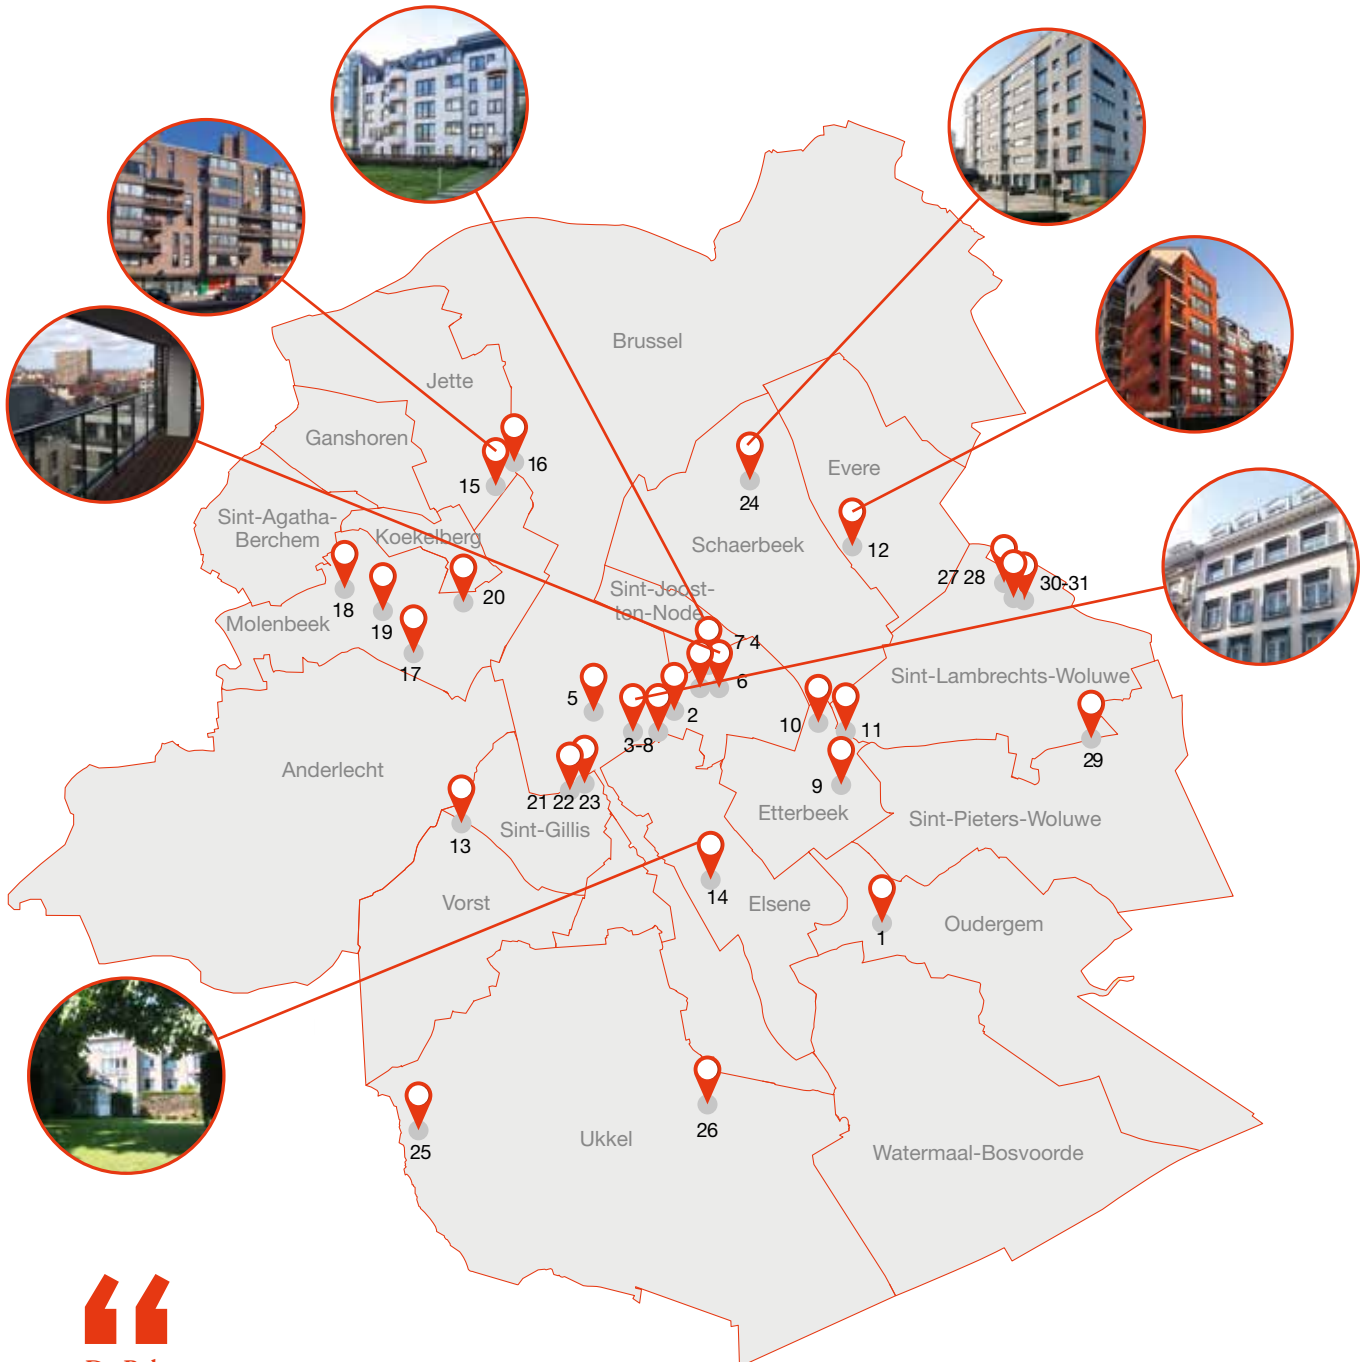 Brussel
Jette
Ganshoren
16
Evere
15
24
Sint-Agatha-
Berchem
Koekelberg
Schaerbeek
12
27 28
30-31
Sint-Joost-
ten-Node
18
20
19
Molenbeek
7 4
17
Sint-Lambrechts-Woluwe
6
5
2
10
11
3-8
29
Anderlecht
9
21 22 23
Etterbeek
Sint-Pieters-Woluwe
Sint-Gillis
13
14
Vorst
Elsene
1
Oudergem
26
Ukkel
25
Watermaal-Bosvoorde
“